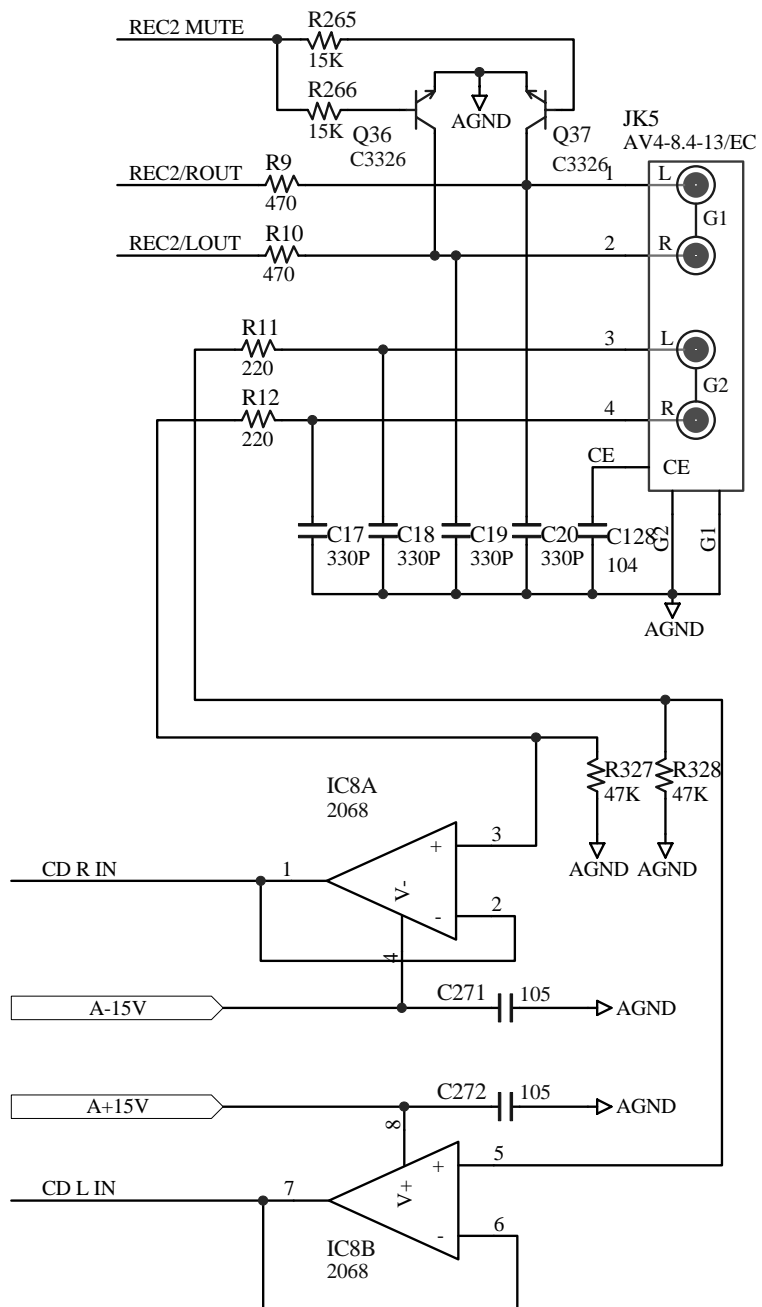 REC2 MUTE
R265
15K
R266
15K
Q36
C3326
AGND
Q37
C3326
JK5
AV4-8.4-13/EC
REC2/ROUT
R9
470
1
L
G1
REC2/LOUT
R10
470
2
R
R11
220
3
L
G2
R12
220
4
R
CE
CE
C17
330P
C18
330P
C19
330P
C20
330P
C128
104
G2
G1
AGND
R327
47K
R328
47K
IC8A
2068
3
+
AGND
AGND
CD R IN
1
V-
2
-
4
A-15V
C271
105
AGND
A+15V
C272
105
AGND
8
5
+
CD L IN
7
V+
6
-
IC8B
2068